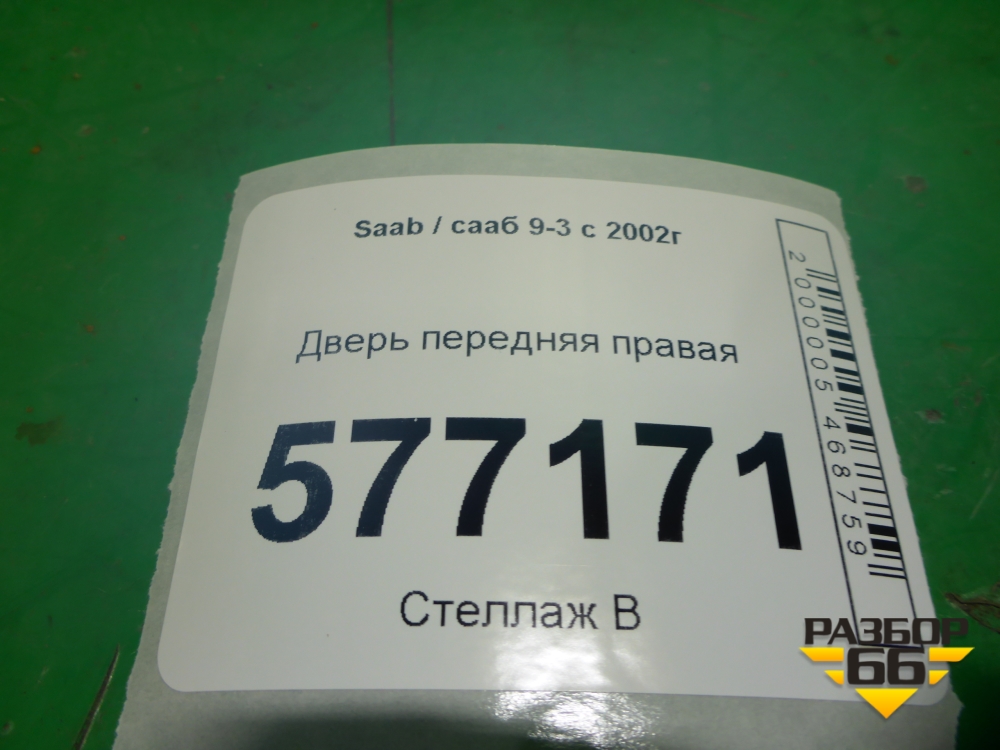 Saab / сааб 9-3 с 2002г
Дверь передняя правая
577171
Стеллаж В
2000005468759
РАЗБОР
66